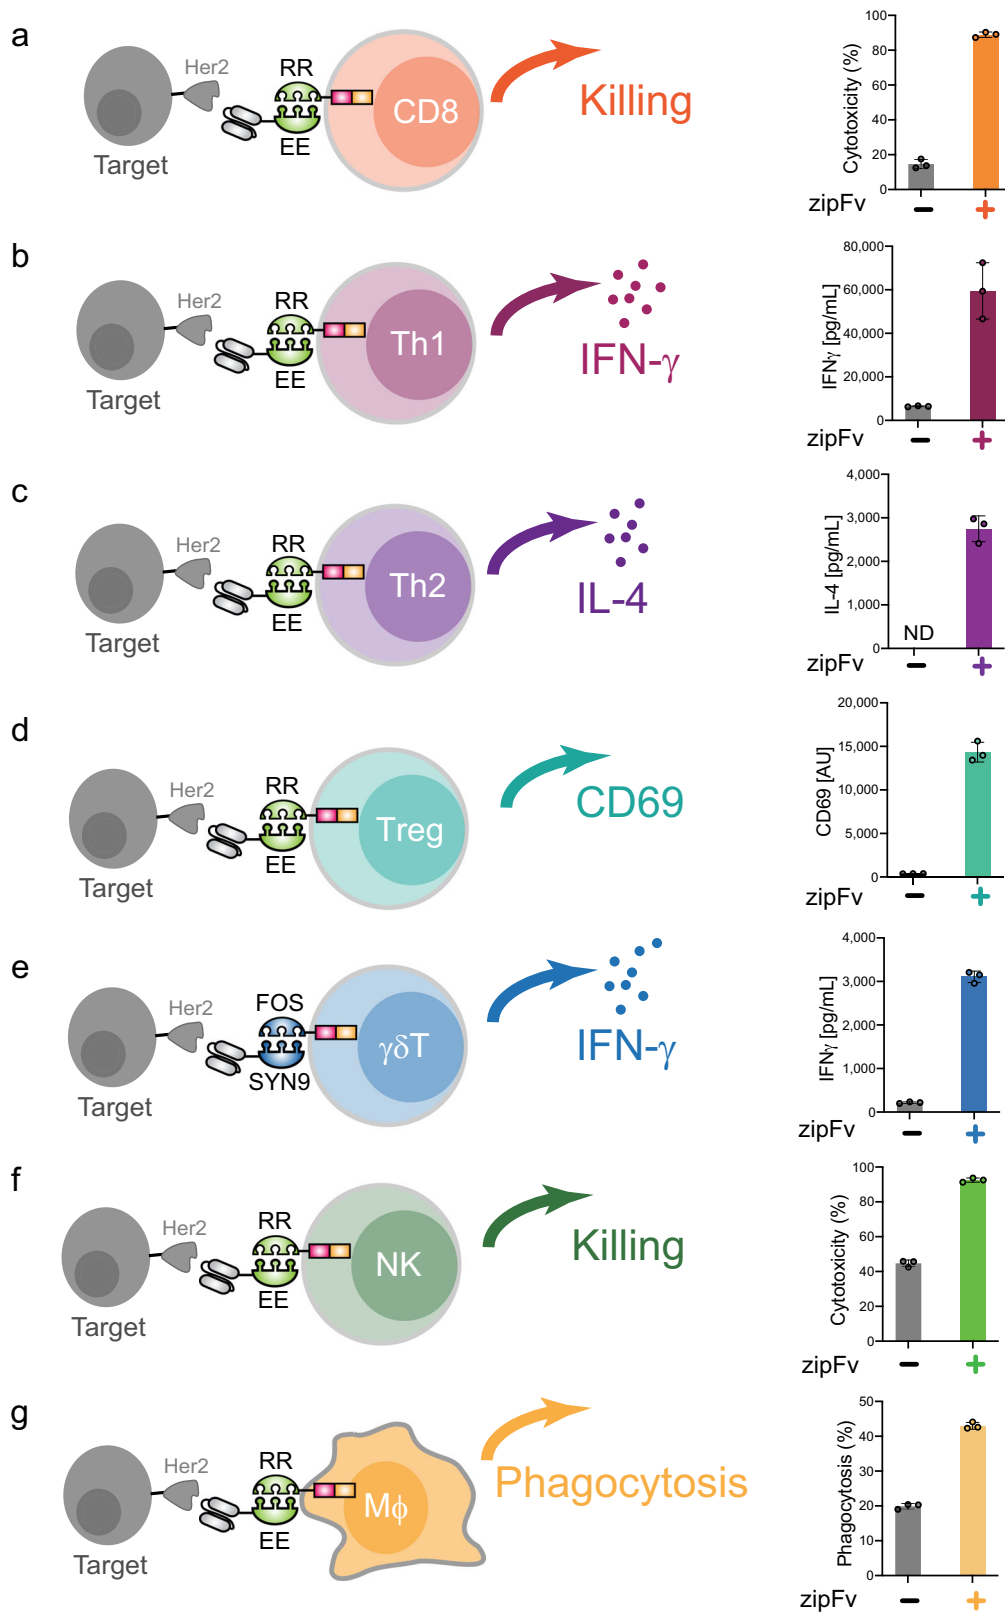 a
Her2
RR
CD8
EE
Target
Killing
Cytotoxicity (%)
100
80
60
40
20
0
zipFv
− +
b
Her2
RR
Th1
EE
Target
IFN-γ
IFNγ [pg/mL]
80,000
60,000
40,000
20,000
0
zipFv
− +
c
Her2
RR
Th2
EE
Target
IL-4
IL-4 [pg/mL]
4,000
3,000
2,000
1,000
0
ND
zipFv
− +
d
Her2
RR
Treg
EE
Target
CD69
CD69 [AU]
20,000
15,000
10,000
5,000
0
zipFv
− +
e
Her2
FOS
γδT
SYN9
Target
IFN-γ
IFNγ [pg/mL]
4,000
3,000
2,000
1,000
0
zipFv
− +
f
Her2
RR
NK
EE
Target
Killing
Cytotoxicity (%)
100
80
60
40
20
0
zipFv
− +
g
Her2
RR
Mϕ
EE
Target
Phagocytosis
Phagocytosis (%)
50
40
30
20
10
0
zipFv
− +